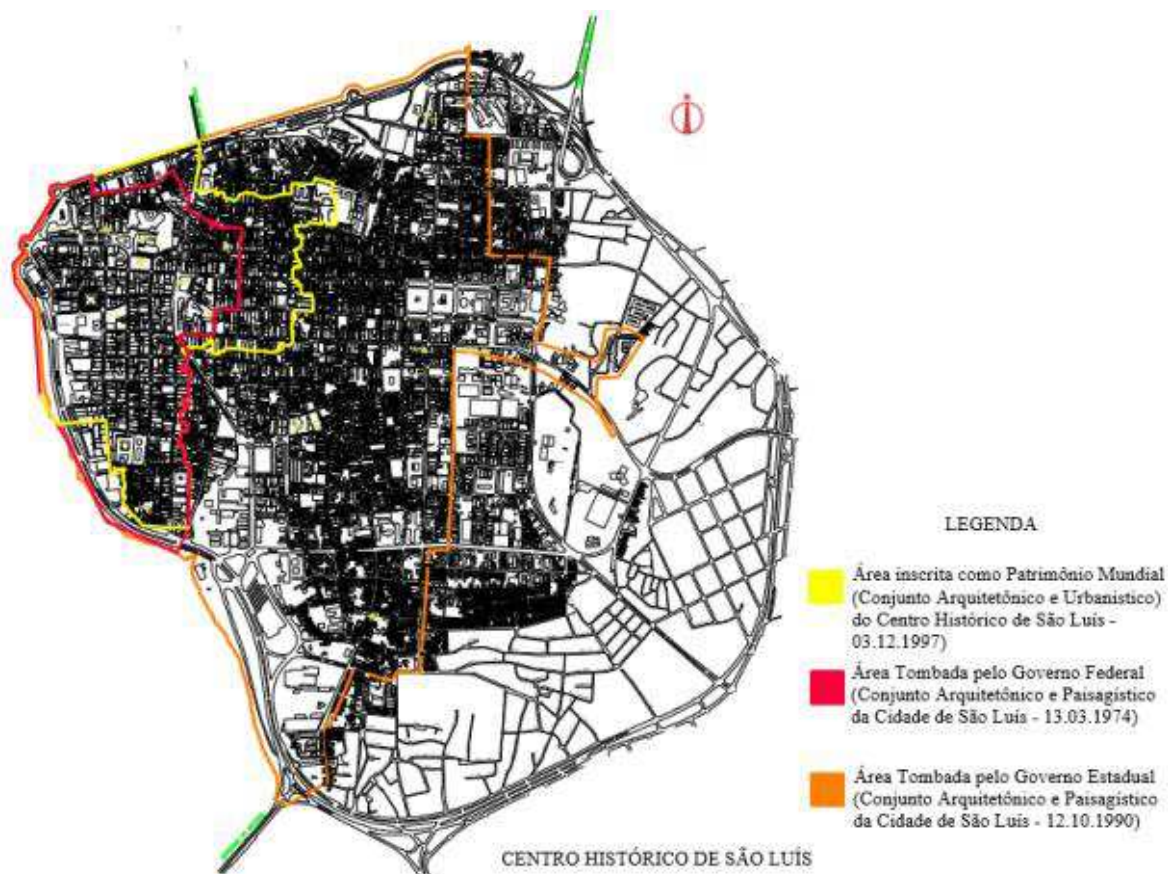 LEGENDA
Área inscrita como Patrimônio Mundial
(Conjunto Arquitetônico e Urbanistico)
do Centro Histórico de São Luís -
03.12.1997)
Área Tombada pelo Governo Federal
(Conjunto Arquitetônico e Paisagístico
da Cidade de São Luís - 13.03.1974)
Área Tombada pelo Governo Estadual
(Conjunto Arquitetônico e Paisagístico
da Cidade de São Luís - 12.10.1990)
CENTRO HISTÓRICO DE SÃO LUÍS